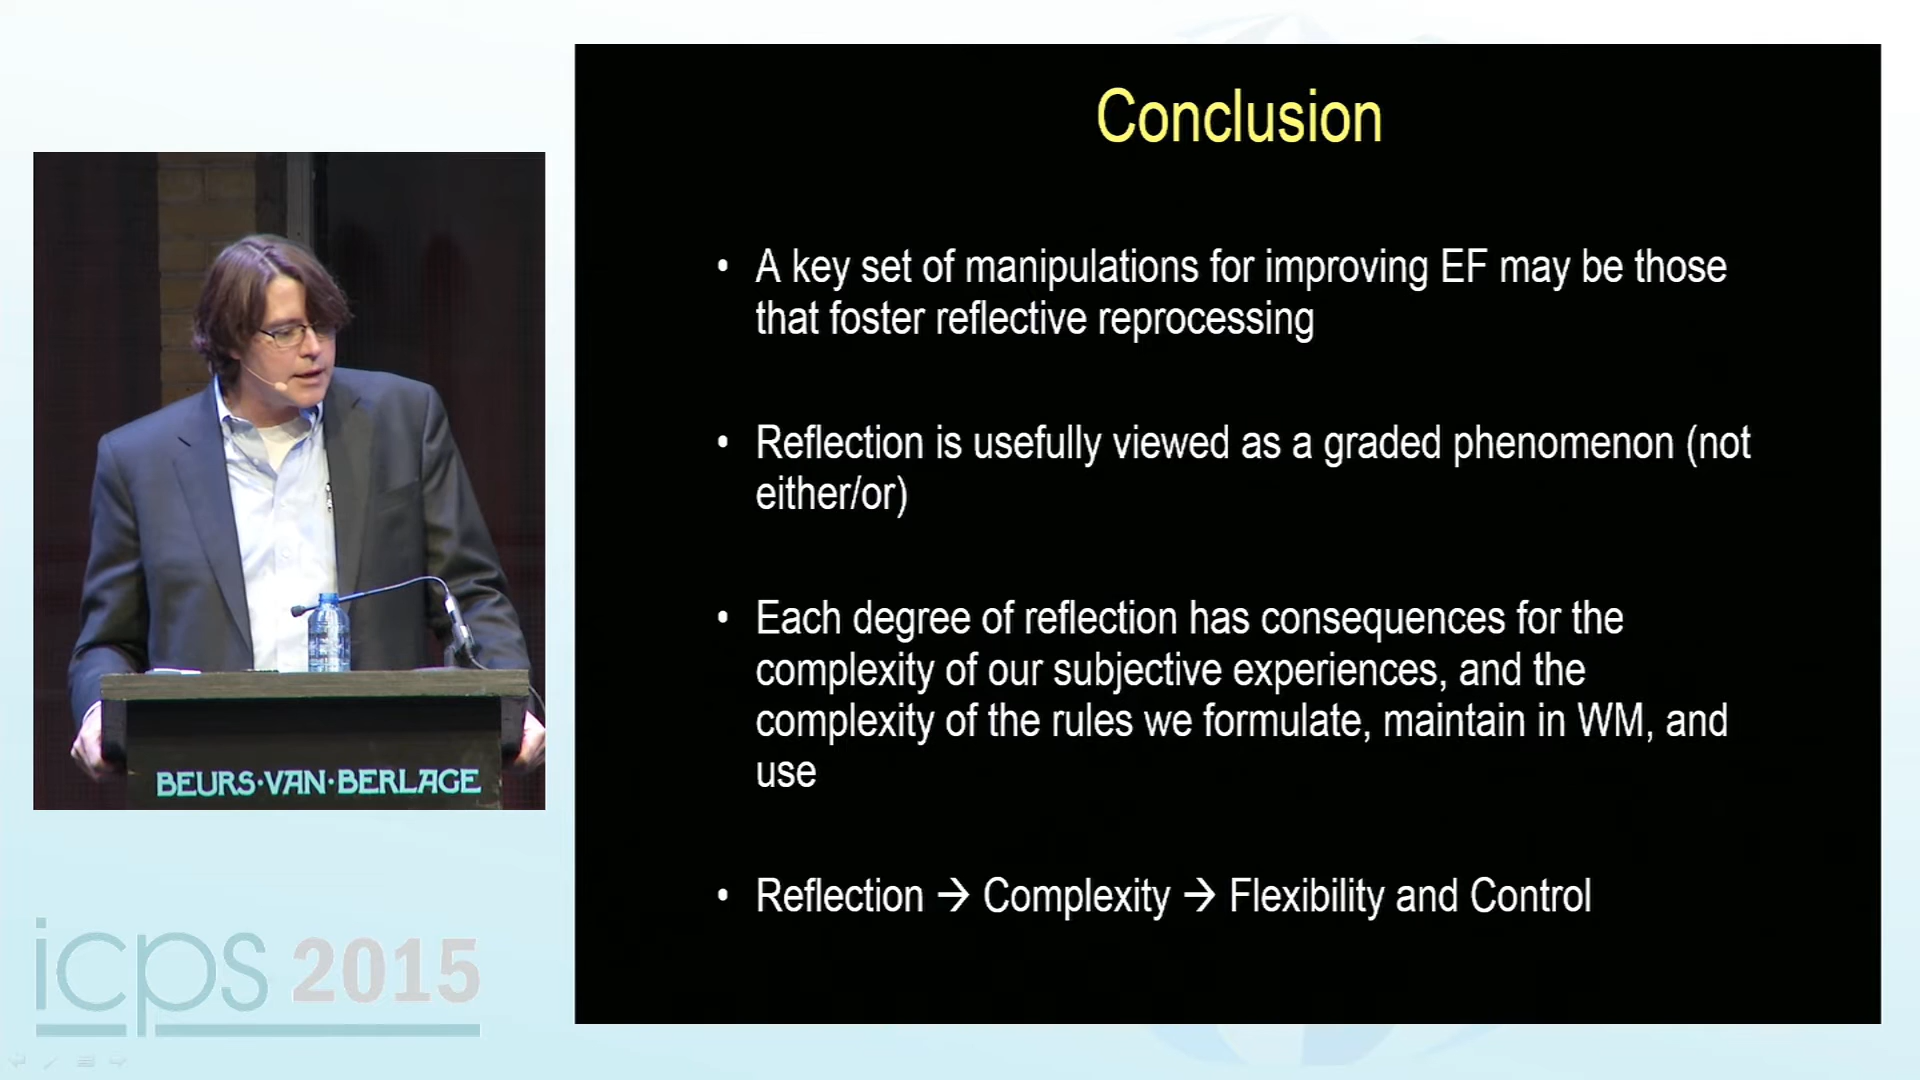 Conclusion
• A key set of manipulations for improving EF may be those
that foster reflective reprocessing
• Reflection is usefully viewed as a graded phenomenon (not
either/or)
• Each degree of reflection has consequences for the
complexity of our subjective experiences, and the
complexity of the rules we formulate, maintain in WM, and
use
• Reflection → Complexity → Flexibility and Control
BEURS·VAN·BERLAGE
icps 2015